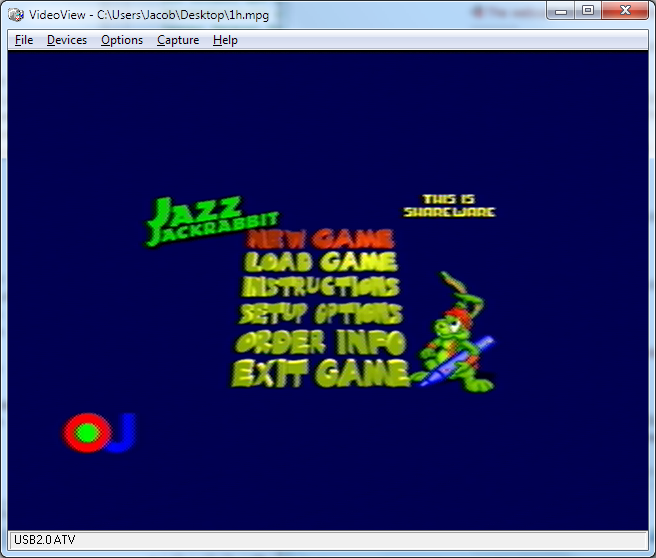 VideoView - C:\Users\Jacob\Desktop\1h.mpg
File Devices Options Capture Help
JAZZ
JACKRABBIT
THIS IS
SHAREWARE
NEW GAME
LOAD GAME
INSTRUCTIONS
SETUP OPTIONS
ORDER INFO
EXIT GAME
OJ
USB2.0 ATV